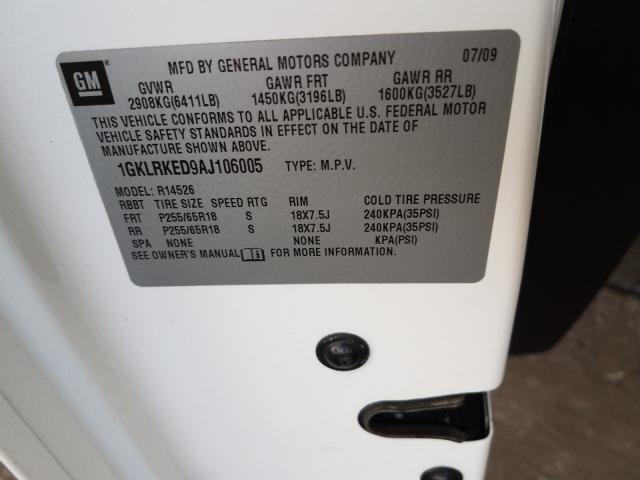 GM
MFD BY GENERAL MOTORS COMPANY 07/09
GVWR GAWR FRT GAWR RR
2908KG(6411LB) 1450KG(3196LB) 1600KG(3527LB)
THIS VEHICLE CONFORMS TO ALL APPLICABLE U.S. FEDERAL MOTOR
VEHICLE SAFETY STANDARDS IN EFFECT ON THE DATE OF
MANUFACTURE SHOWN ABOVE.
1GKLRKED9AJ106005 TYPE: M.P.V.
MODEL: R14526
RBBT TIRE SIZE SPEED RTG RIM COLD TIRE PRESSURE
FRT P255/65R18 S 18X7.5J 240KPA(35PSI)
RR P255/65R18 S 18X7.5J 240KPA(35PSI)
SPA NONE NONE KPA(PSI)
SEE OWNER'S MANUAL FOR MORE INFORMATION.